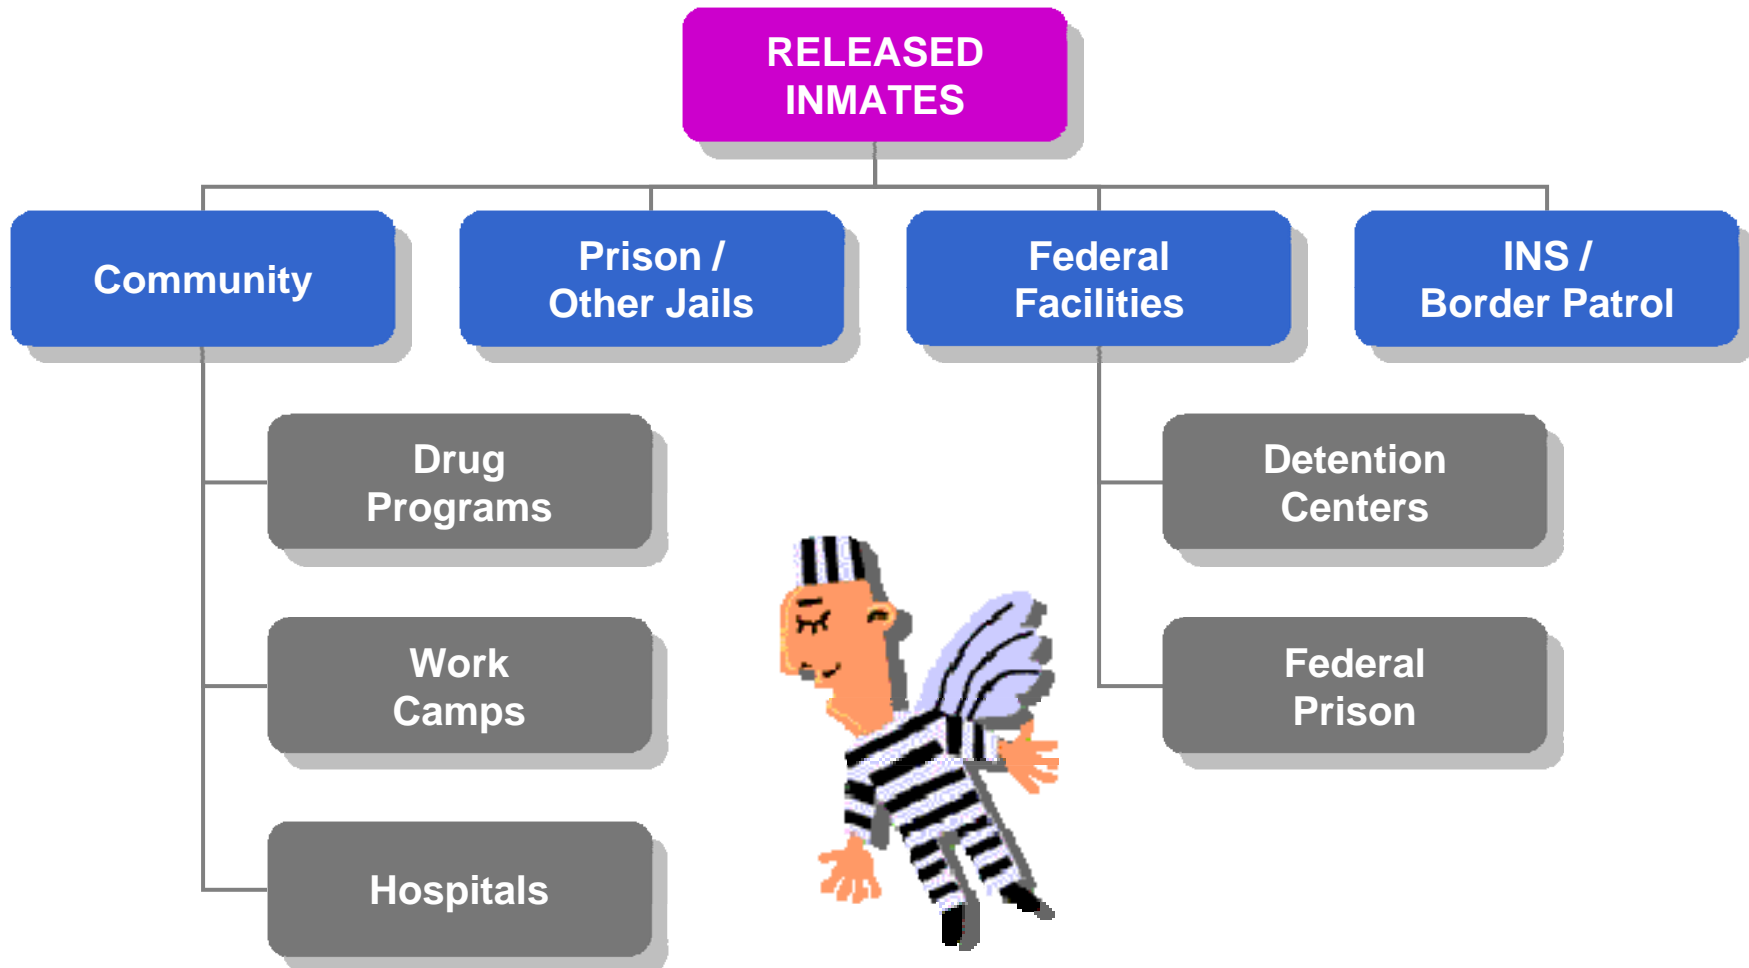 RELEASED
INMATES
Community
Prison /
Other Jails
Federal
Facilities
INS /
Border Patrol
Drug
Programs
Work
Camps
Hospitals
Detention
Centers
Federal
Prison